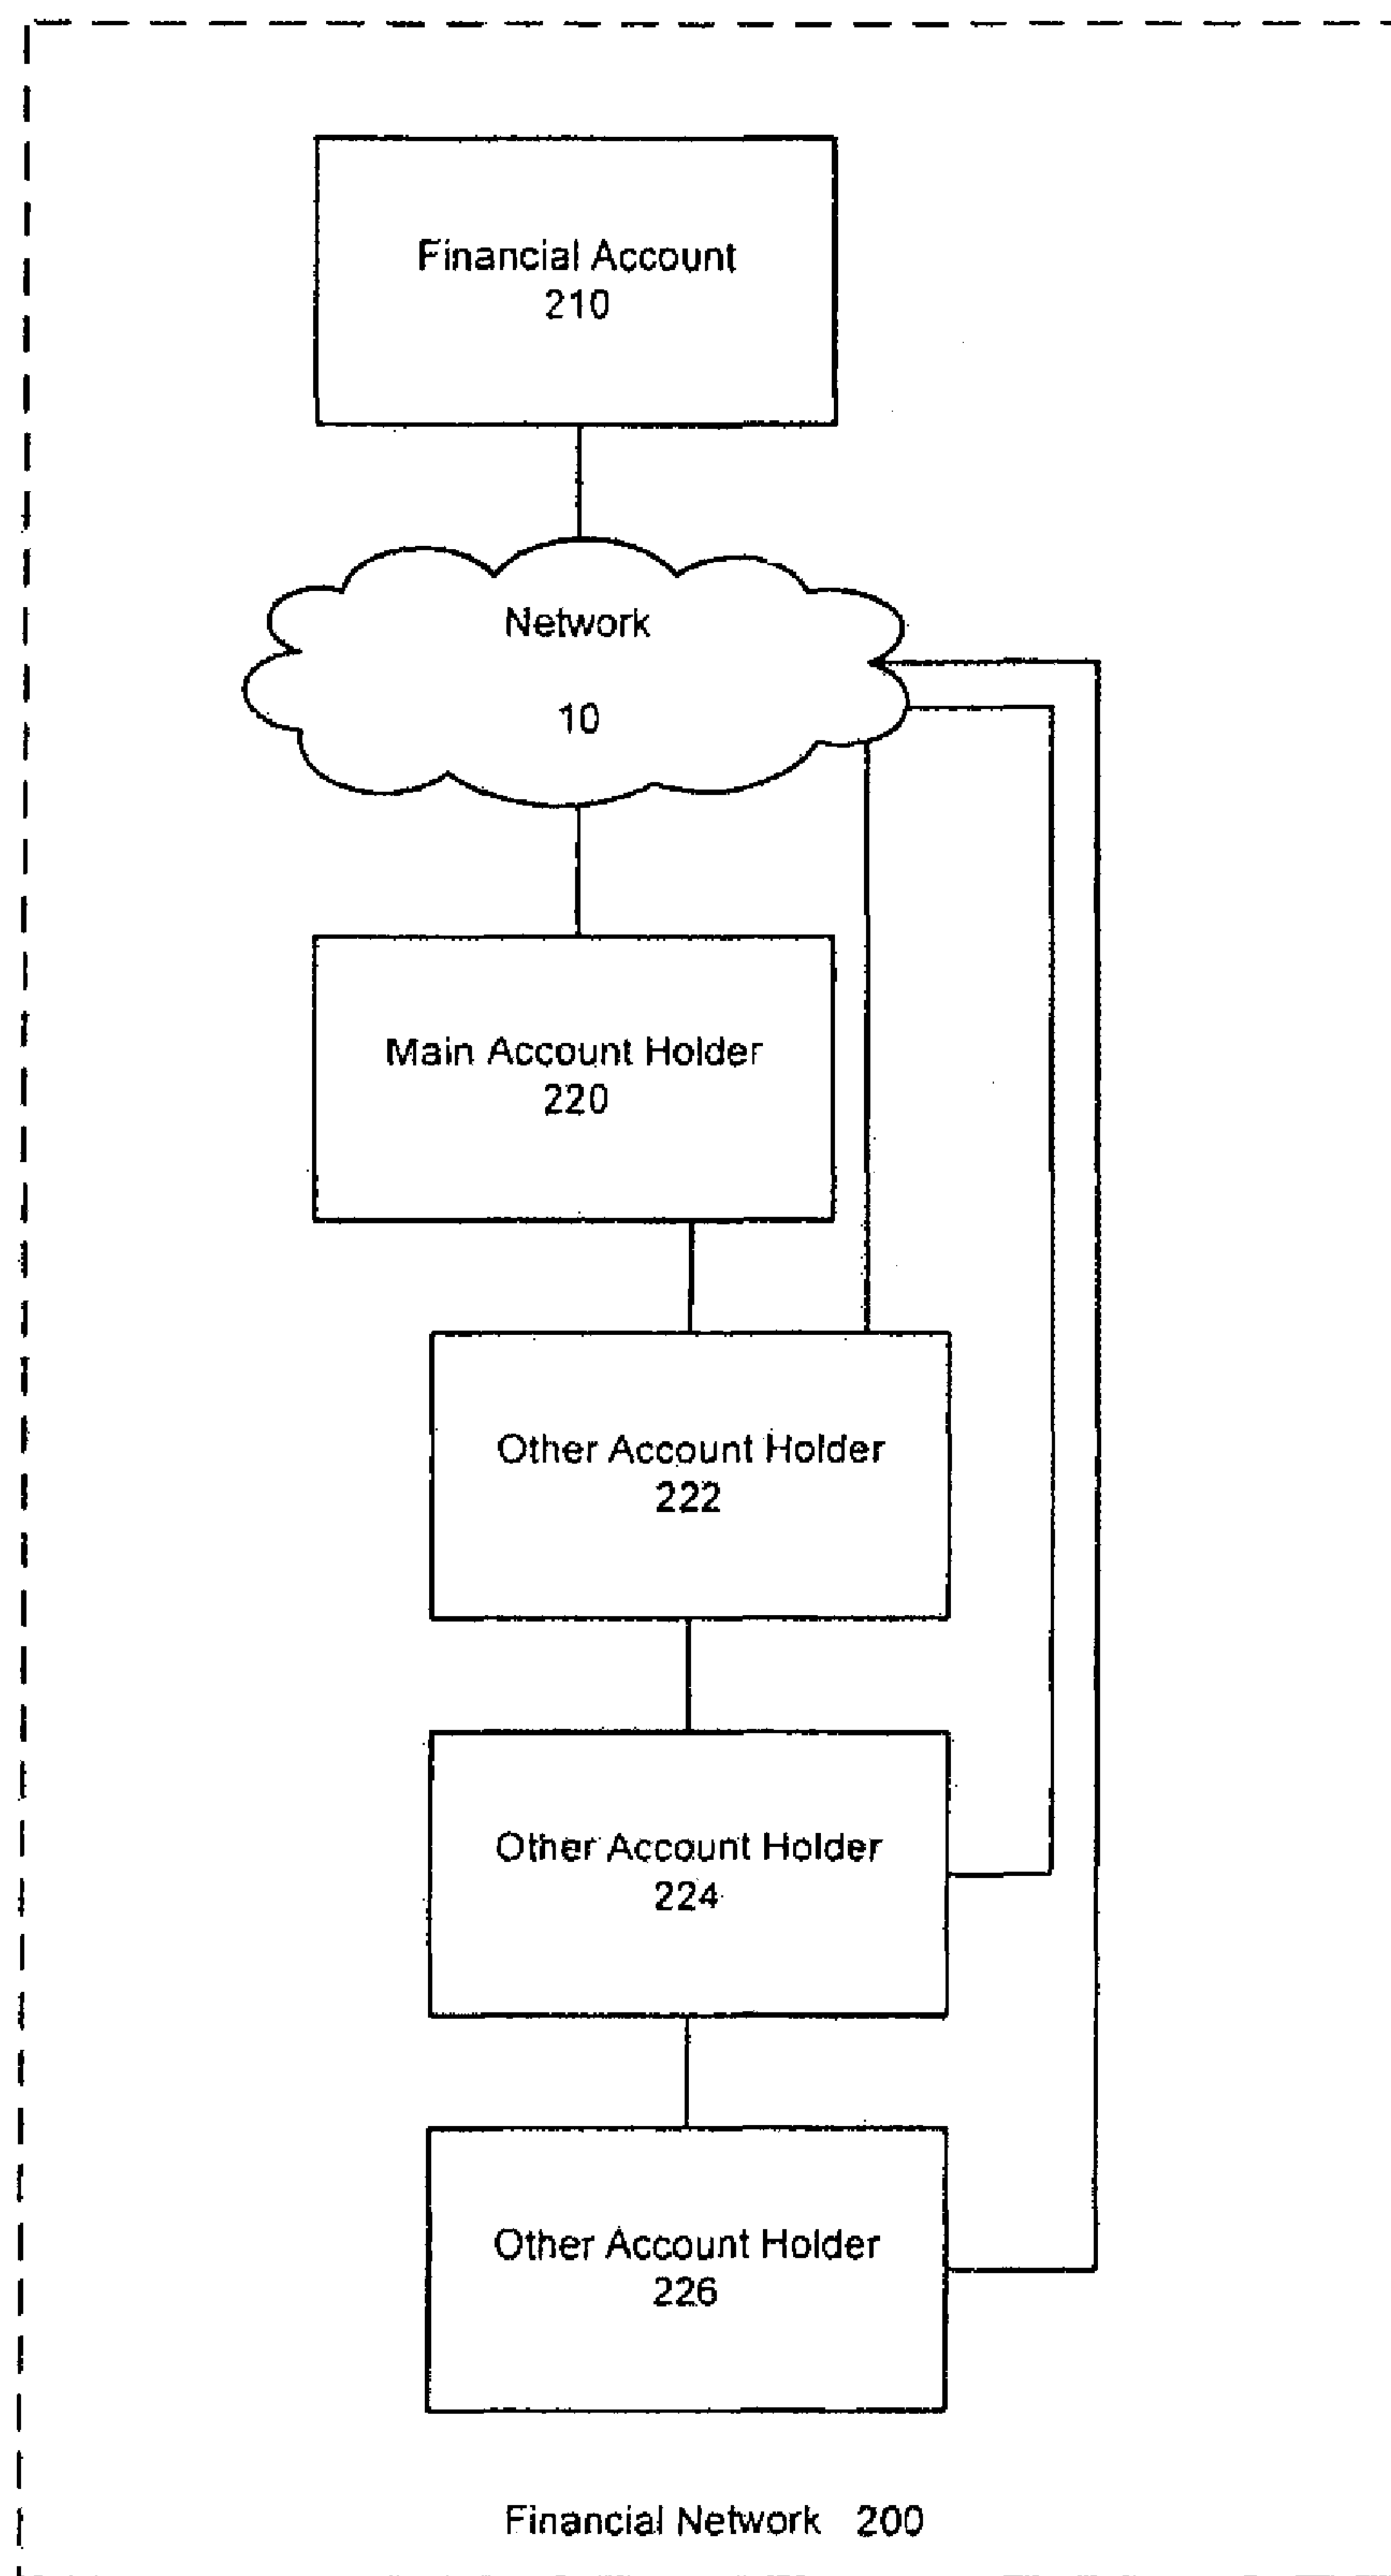 Financial Account
210
Network
10
Main Account Holder
220
Other Account Holder
222
Other Account Holder
224
Other Account Holder
226
Financial Network 200